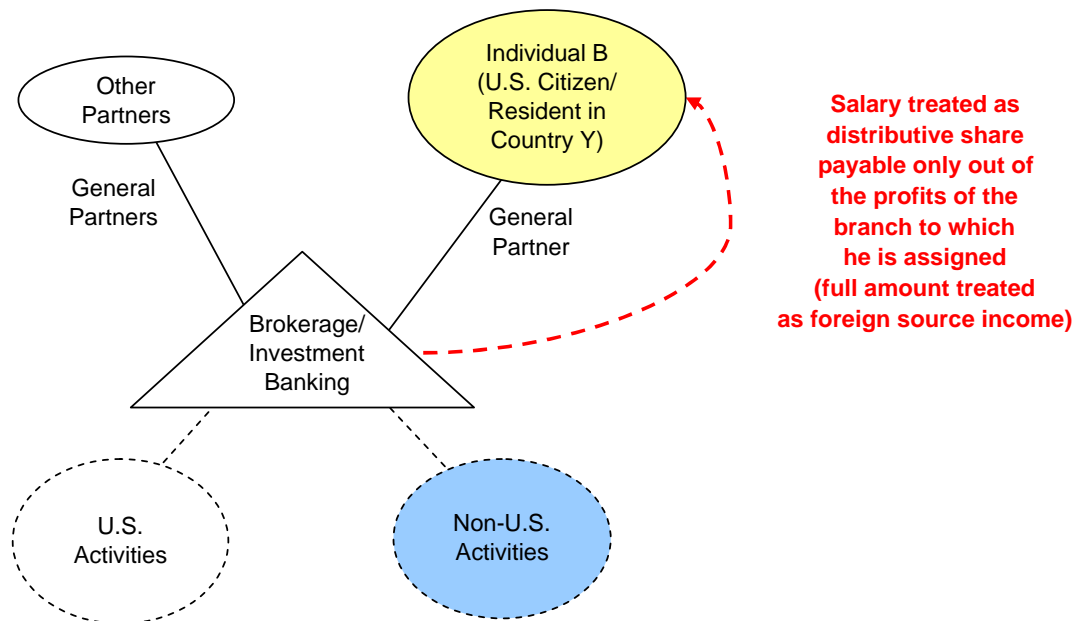 Other
Partners
Individual B
(U.S. Citizen/
Resident in
Country Y)
Salary treated as
distributive share
payable only out of
the profits of the
branch to which
he is assigned
(full amount treated
as foreign source income)
General
Partners
General
Partner
Brokerage/
Investment
Banking
U.S.
Activities
Non-U.S.
Activities